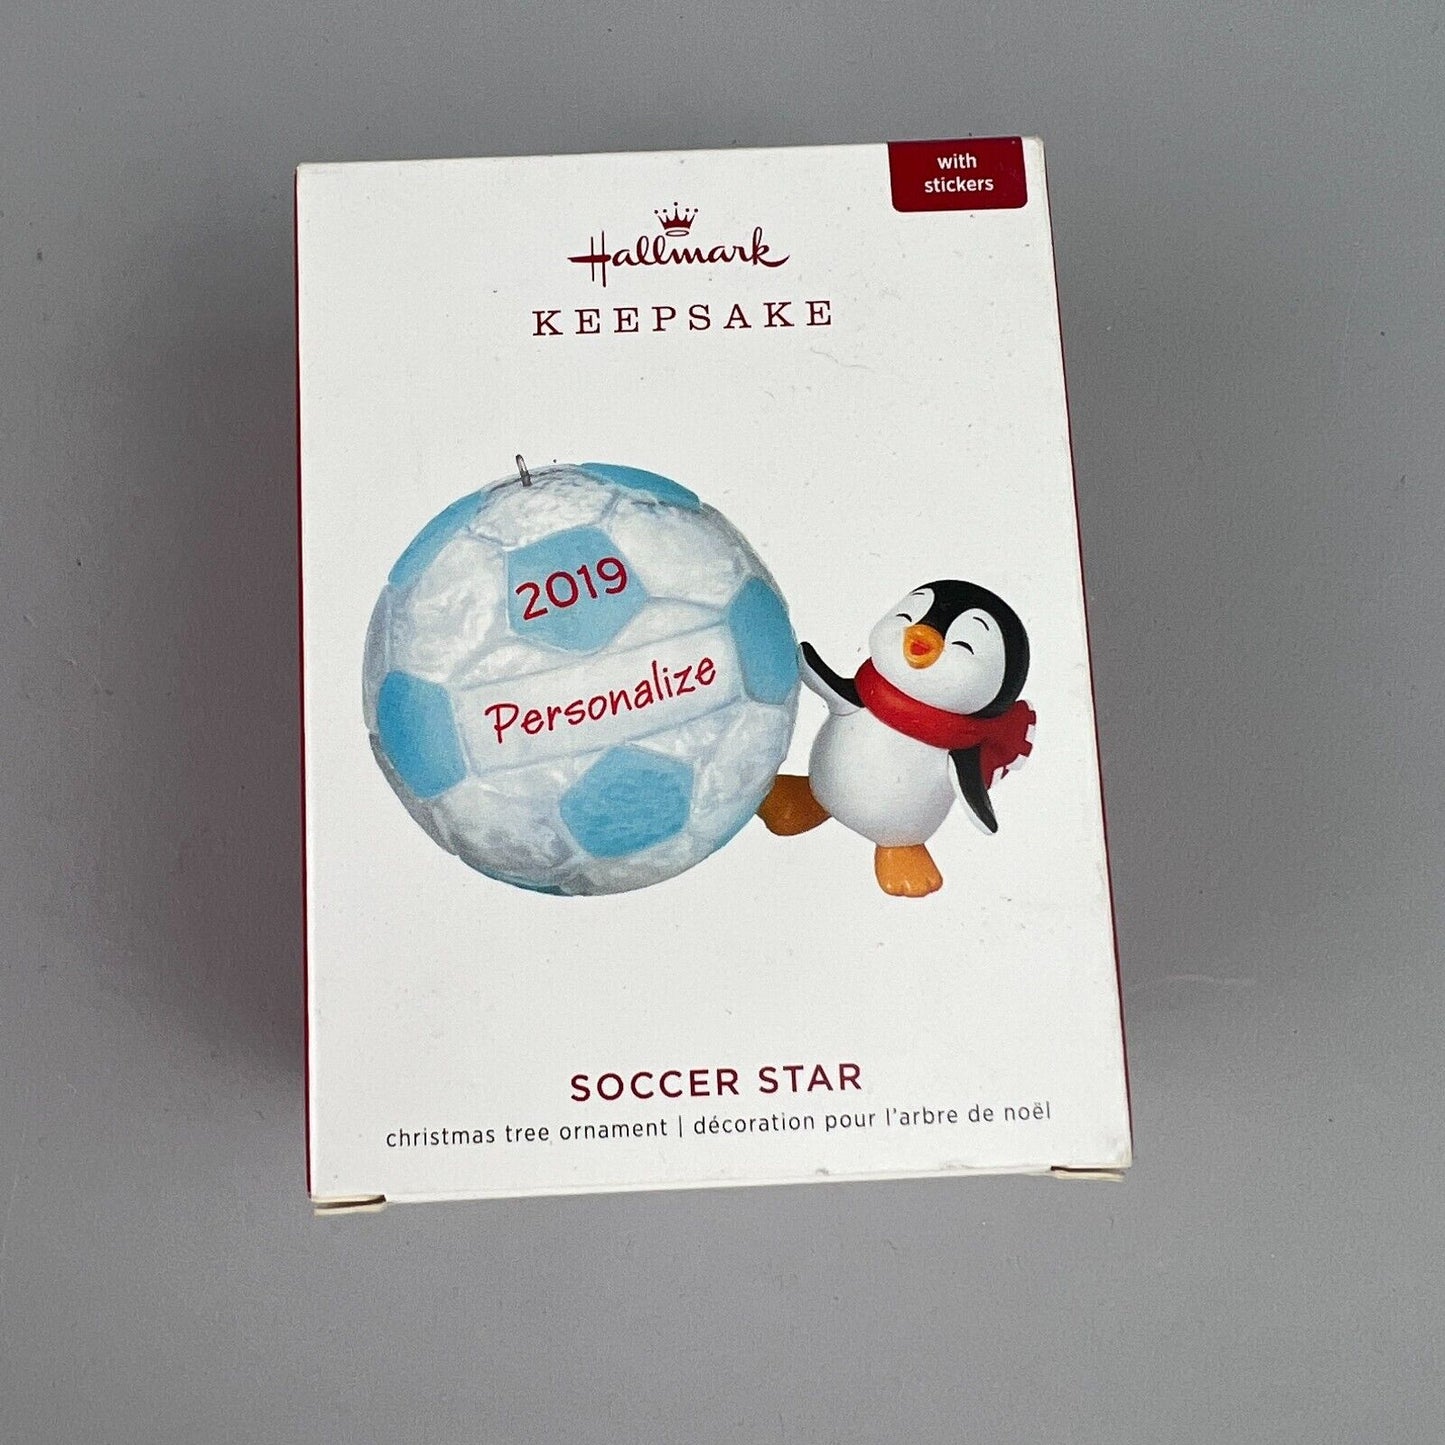 with
stickers
Hallmark
KEEPSAKE
2019
Personalize
SOCCER STAR
christmas tree ornament | décoration pour l'arbre de noël